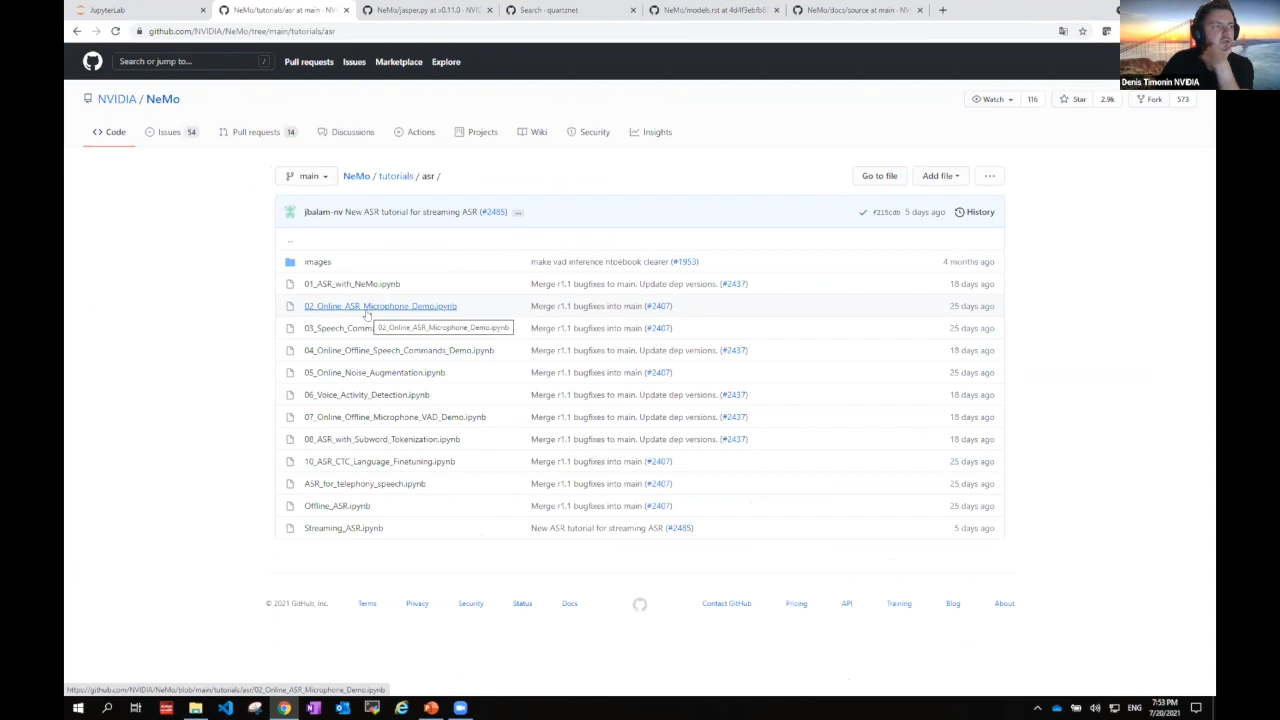 JupyterLab
NeMo/tutorials/asr at main
NeMo/jasper.py at v0.11.0
Search · quartznet
NeMo/models.rst at 4d4f3ebfb8
NeMo/docs/source at main · NV
github.com/NVIDIA/NeMo/tree/main/tutorials/asr
Denis Timonin NVIDIA
Search or jump to... /
Pull requests Issues Marketplace Explore
NVIDIA / NeMo
Watch 116 Star 2.9k Fork 573
Code Issues 54 Pull requests 14 Discussions Actions Projects Wiki Security Insights
main NeMo / tutorials / asr / Go to file Add file ...
jbalam-nv New ASR tutorial for streaming ASR (#2485) ... f215cdb 5 days ago History
..
images make vad inference ntoebook clearer (#1953) 4 months ago
01_ASR_with_NeMo.ipynb Merge r1.1 bugfixes to main. Update dep versions. (#2437) 18 days ago
02_Online_ASR_Microphone_Demo.ipynb Merge r1.1 bugfixes into main (#2407) 25 days ago
03_Speech_Comma 02_Online_ASR_Microphone_Demo.ipynb Merge r1.1 bugfixes into main (#2407) 25 days ago
04_Online_Offline_Speech_Commands_Demo.ipynb Merge r1.1 bugfixes to main. Update dep versions. (#2437) 18 days ago
05_Online_Noise_Augmentation.ipynb Merge r1.1 bugfixes into main (#2407) 25 days ago
06_Voice_Activity_Detection.ipynb Merge r1.1 bugfixes to main. Update dep versions. (#2437) 18 days ago
07_Online_Offline_Microphone_VAD_Demo.ipynb Merge r1.1 bugfixes to main. Update dep versions. (#2437) 18 days ago
08_ASR_with_Subword_Tokenization.ipynb Merge r1.1 bugfixes to main. Update dep versions. (#2437) 18 days ago
10_ASR_CTC_Language_Finetuning.ipynb Merge r1.1 bugfixes into main (#2407) 25 days ago
ASR_for_telephony_speech.ipynb Merge r1.1 bugfixes into main (#2407) 25 days ago
Offline_ASR.ipynb Merge r1.1 bugfixes into main (#2407) 25 days ago
Streaming_ASR.ipynb New ASR tutorial for streaming ASR (#2485) 5 days ago
© 2021 GitHub, Inc. Terms Privacy Security Status Docs Contact GitHub Pricing API Training Blog About
https://github.com/NVIDIA/NeMo/blob/main/tutorials/asr/02_Online_ASR_Microphone_Demo.ipynb
ENG 7:53 PM
7/20/2021